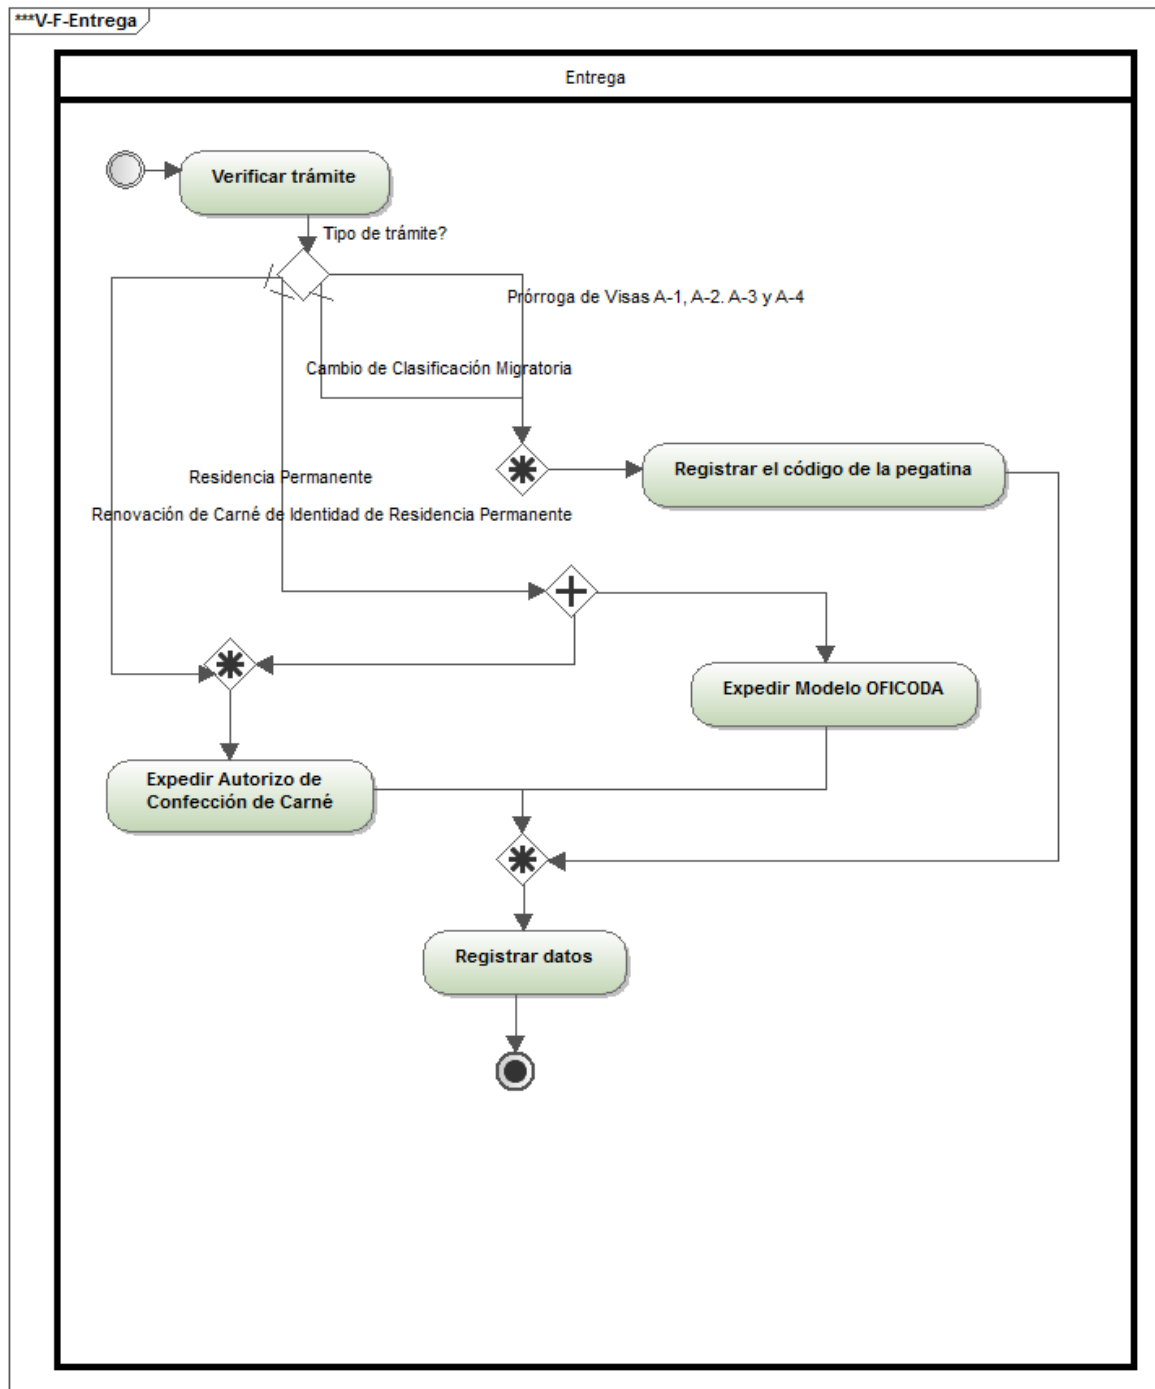 ***V-F-Entrega
Entrega
Verificar trámite
Tipo de trámite?
Prórroga de Visas A-1, A-2. A-3 y A-4
Cambio de Clasificación Migratoria
Registrar el código de la pegatina
Residencia Permanente
Renovación de Carné de Identidad de Residencia Permanente
Expedir Modelo OFICODA
Expedir Autorizo de
Confección de Carné
Registrar datos